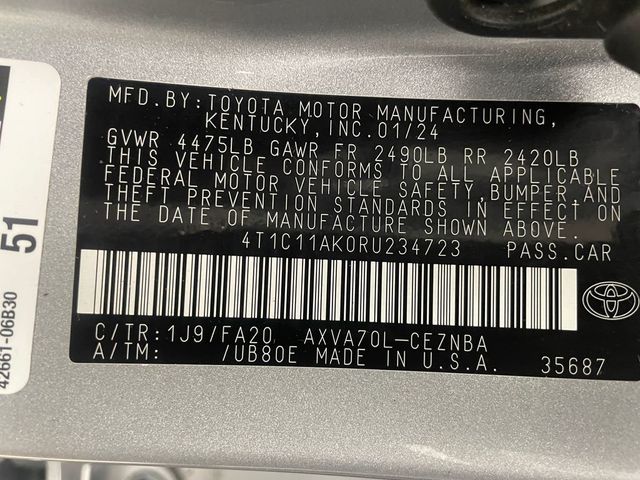 MFD.BY:TOYOTA MOTOR MANUFACTURING,
KENTUCKY,INC.01/24
GVWR 4475LB GAWR FR 2490LB RR 2420LB
THIS VEHICLE CONFORMS TO ALL APPLICABLE
FEDERAL MOTOR VEHICLE SAFETY,BUMPER,AND
THEFT PREVENTION STANDARDS IN EFFECT ON
THE DATE OF MANUFACTURE SHOWN ABOVE.
4T1C11AK0RU234723 PASS.CAR
C/TR:1J9/FA20 AXVA70L-CEZNBA
A/TM: /UB80E MADE IN U.S.A. 35687
51
42661-06B30